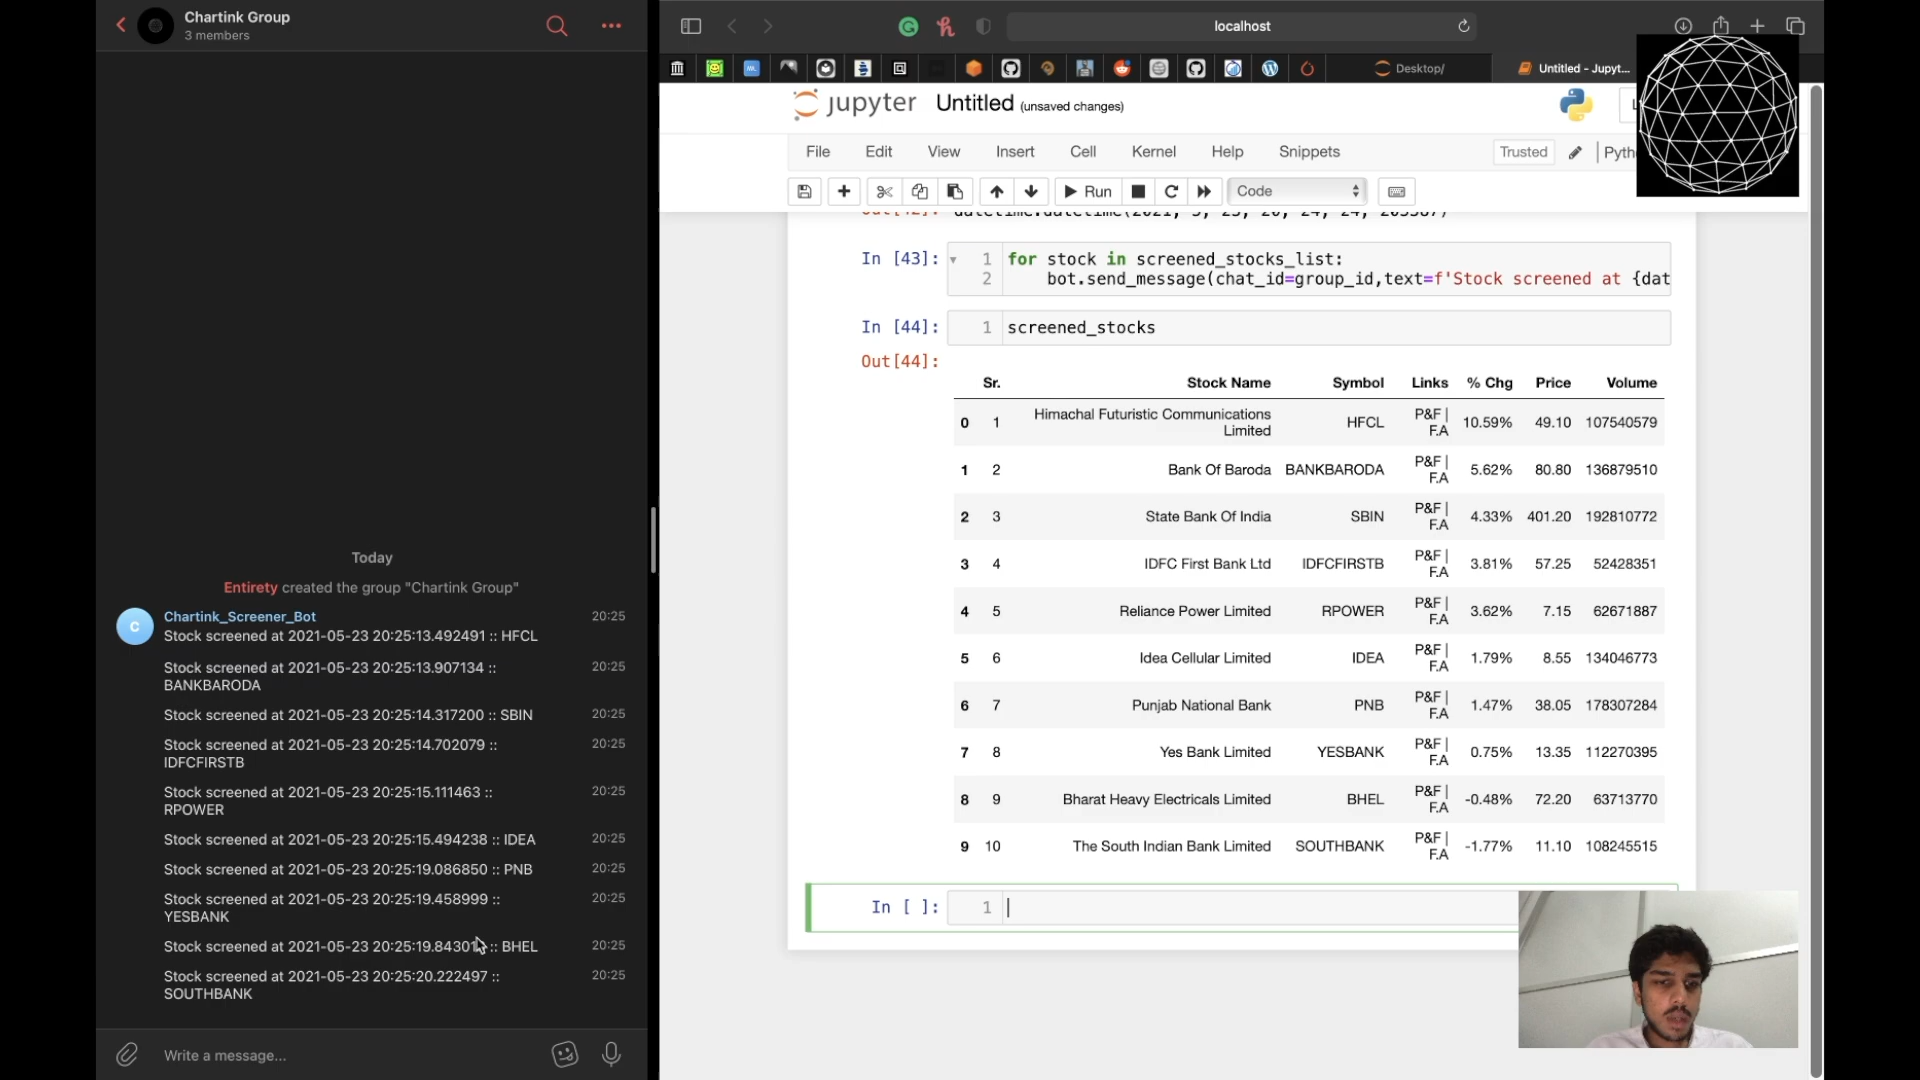 Chartink Group
3 members
Today
Entirety created the group "Chartink Group"
Chartink_Screener_Bot 20:25
Stock screened at 2021-05-23 20:25:13.492491 :: HFCL
Stock screened at 2021-05-23 20:25:13.907134 :: 20:25
BANKBARODA
Stock screened at 2021-05-23 20:25:14.317200 :: SBIN 20:25
Stock screened at 2021-05-23 20:25:14.702079 :: 20:25
IDFCFIRSTB
Stock screened at 2021-05-23 20:25:15.111463 :: 20:25
RPOWER
Stock screened at 2021-05-23 20:25:15.494238 :: IDEA 20:25
Stock screened at 2021-05-23 20:25:19.086850 :: PNB 20:25
Stock screened at 2021-05-23 20:25:19.458999 :: 20:25
YESBANK
Stock screened at 2021-05-23 :: BHEL 20:25
Stock screened at 2021-05-23 20:25:20.222497 :: 20:25
SOUTHBANK
Write a message...
localhost
Desktop/ Untitled - Jupyt...
jupyter Untitled (unsaved changes)
File Edit View Insert Cell Kernel Help Snippets Trusted
Run Code
In [43]: 1 for stock in screened_stocks_list:
2 bot.send_message(chat_id=group_id,text=f'Stock screened at {dat
In [44]: 1 screened_stocks
Out[44]:
Sr. Stock Name Symbol Links % Chg Price Volume
0 1 Himachal Futuristic Communications Limited HFCL P&F | F.A 10.59% 49.10 107540579
1 2 Bank Of Baroda BANKBARODA P&F | F.A 5.62% 80.80 136879510
2 3 State Bank Of India SBIN P&F | F.A 4.33% 401.20 192810772
3 4 IDFC First Bank Ltd IDFCFIRSTB P&F | F.A 3.81% 57.25 52428351
4 5 Reliance Power Limited RPOWER P&F | F.A 3.62% 7.15 62671887
5 6 Idea Cellular Limited IDEA P&F | F.A 1.79% 8.55 134046773
6 7 Punjab National Bank PNB P&F | F.A 1.47% 38.05 178307284
7 8 Yes Bank Limited YESBANK P&F | F.A 0.75% 13.35 112270395
8 9 Bharat Heavy Electricals Limited BHEL P&F | F.A -0.48% 72.20 63713770
9 10 The South Indian Bank Limited SOUTHBANK P&F | F.A -1.77% 11.10 108245515
In [ ]: 1